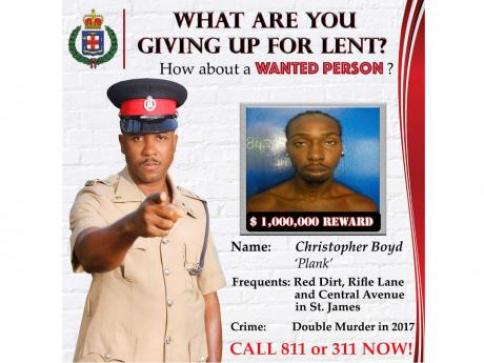 WHAT ARE YOU
GIVING UP FOR LENT?
How about a WANTED PERSON ?
84
$ 1,000,000 REWARD
Name: Christopher Boyd
'Plank'
Frequents: Red Dirt, Rifle Lane
and Central Avenue
in St. James
Crime: Double Murder in 2017
CALL 811 or 311 NOW!